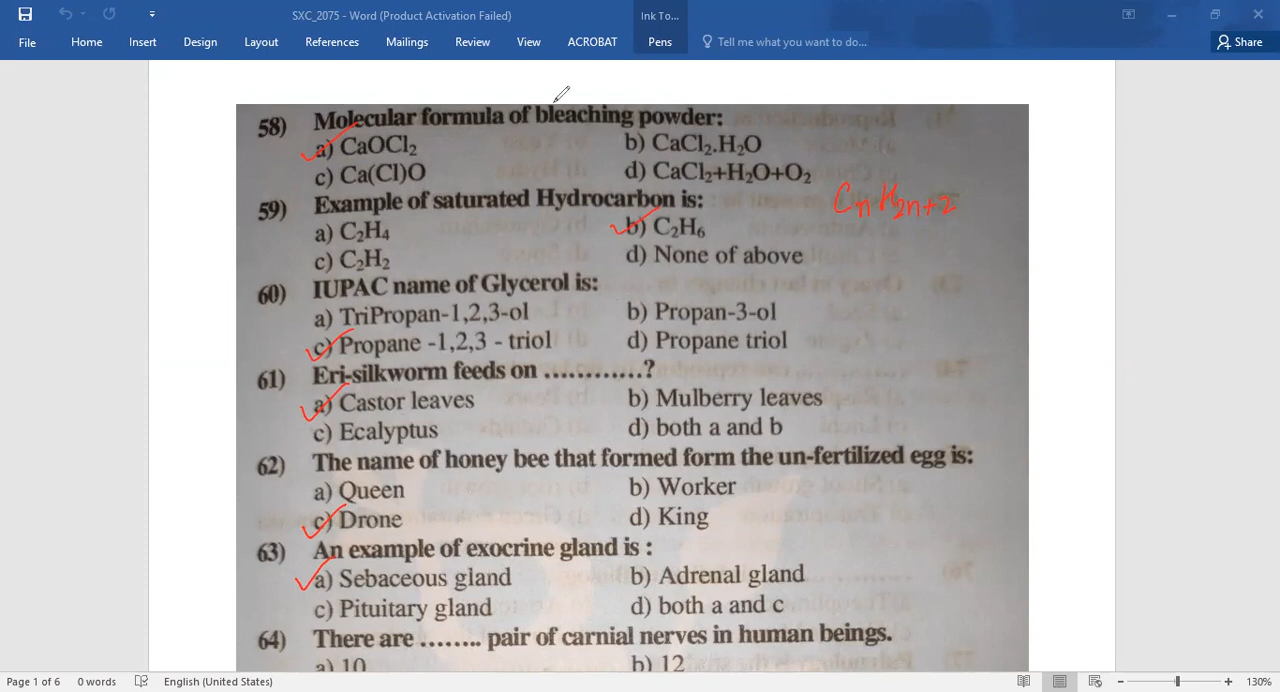 SXC_2075 - Word (Product Activation Failed)
Ink To...
File Home Insert Design Layout References Mailings Review View ACROBAT Pens Tell me what you want to do... Share
58) Molecular formula of bleaching powder:
a) CaOCl₂ b) CaCl₂.H₂O
c) Ca(Cl)O d) CaCl₂+H₂O+O₂
59) Example of saturated Hydrocarbon is:
CnH2n+2
a) C₂H₄ b) C₂H₆
c) C₂H₂ d) None of above
60) IUPAC name of Glycerol is:
a) TriPropan-1,2,3-ol b) Propan-3-ol
c) Propane -1,2,3 - triol d) Propane triol
61) Eri-silkworm feeds on ............?
a) Castor leaves b) Mulberry leaves
c) Ecalyptus d) both a and b
62) The name of honey bee that formed form the un-fertilized egg is:
a) Queen b) Worker
c) Drone d) King
63) An example of exocrine gland is :
a) Sebaceous gland b) Adrenal gland
c) Pituitary gland d) both a and c
64) There are ........ pair of carnial nerves in human beings.
a) 10 b) 12
Page 1 of 6 0 words English (United States) 130%